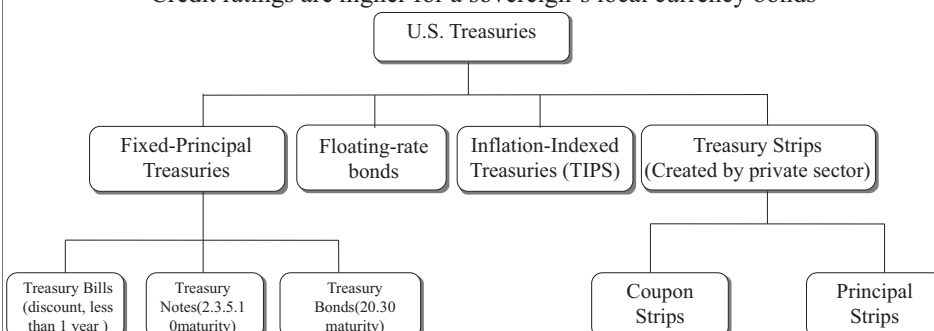 Credit ratings are higher for a sovereign's local currency bonds
U.S. Treasuries
Fixed-Principal
Treasuries
Floating-rate
bonds
Inflation-Indexed
Treasuries (TIPS)
Treasury Strips
(Created by private sector)
Treasury Bills
(discount, less
than 1 year )
Treasury
Notes(2.3.5.1
0maturity)
Treasury
Bonds(20.30
maturity)
Coupon
Strips
Principal
Strips